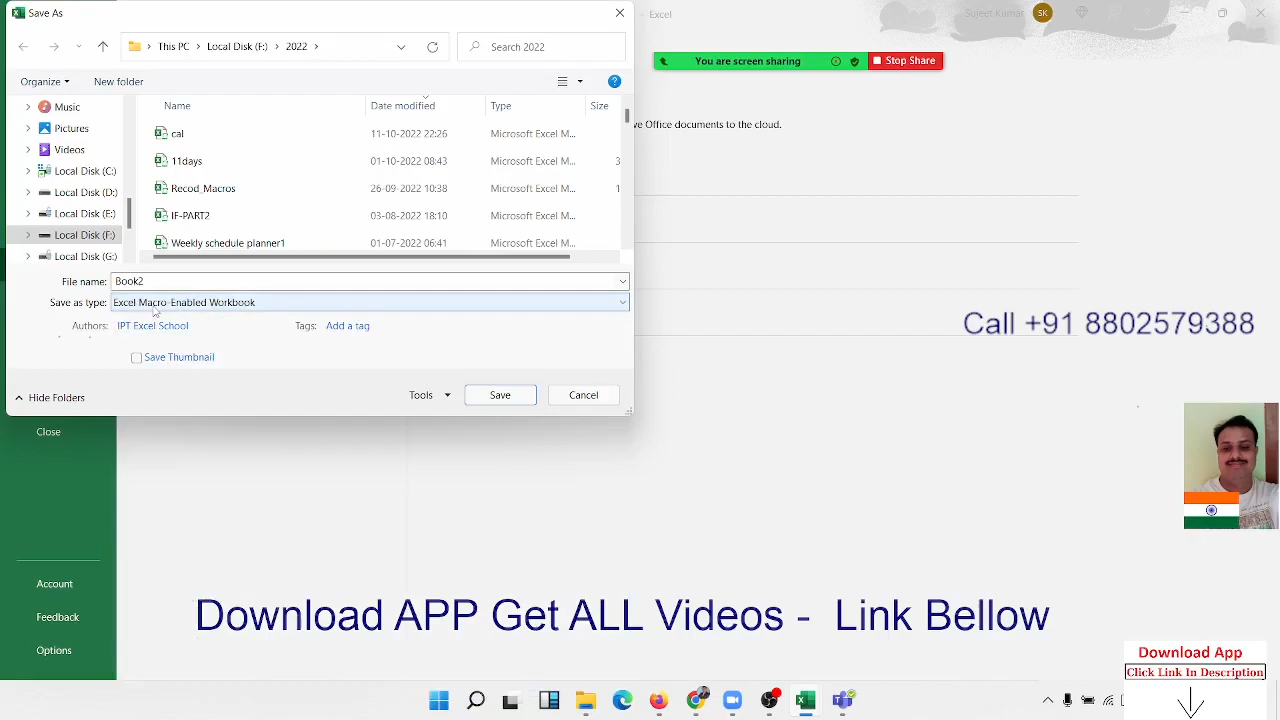 Save As
Excel
Sujeet Kumar
SK
This PC
Local Disk (F:)
2022
Search 2022
You are screen sharing
Stop Share
Organize
New folder
Music
Pictures
Videos
Local Disk (C:)
Local Disk (D:)
Local Disk (E:)
Local Disk (F:)
Local Disk (G:)
Name
Date modified
Type
Size
cal
11-10-2022 22:26
Microsoft Excel M...
11days
01-10-2022 08:43
Microsoft Excel M...
3
Recod_Macros
26-09-2022 10:38
Microsoft Excel M...
1
IF-PART2
03-08-2022 18:10
Microsoft Excel M...
Weekly schedule planner1
01-07-2022 06:41
Microsoft Excel M...
ve Office documents to the cloud.
File name:
Book2
Save as type:
Excel Macro-Enabled Workbook
Authors:
IPT Excel School
Tags:
Add a tag
Save Thumbnail
Hide Folders
Tools
Save
Cancel
Call +91 8802579388
Close
Account
Feedback
Options
Download APP Get ALL Videos - Link Bellow
Download App
Click Link In Description